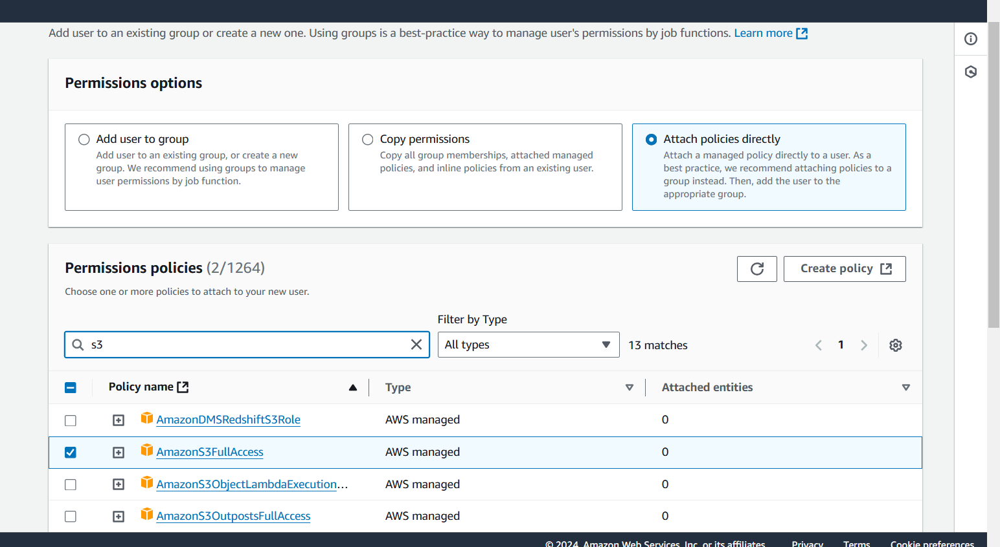 Add user to an existing group or create a new one. Using groups is a best-practice way to manage user's permissions by job functions. Learn more
Permissions options
Add user to group
Add user to an existing group, or create a new
group. We recommend using groups to manage
user permissions by job function.
Copy permissions
Copy all group memberships, attached managed
policies, and inline policies from an existing user.
Attach policies directly
Attach a managed policy directly to a user. As a
best practice, we recommend attaching policies to a
group instead. Then, add the user to the
appropriate group.
Permissions policies (2/1264)
Create policy
Choose one or more policies to attach to your new user.
Filter by Type
s3
All types
13 matches
1
Policy name
Type
Attached entities
AmazonDMSRedshiftS3Role
AWS managed
0
AmazonS3FullAccess
AWS managed
0
AmazonS3ObjectLambdaExecution...
AWS managed
0
AmazonS3OutpostsFullAccess
AWS managed
0
© 2024, Amazon Web Services, Inc. or its affiliates.
Privacy
Terms
Cookie preferences